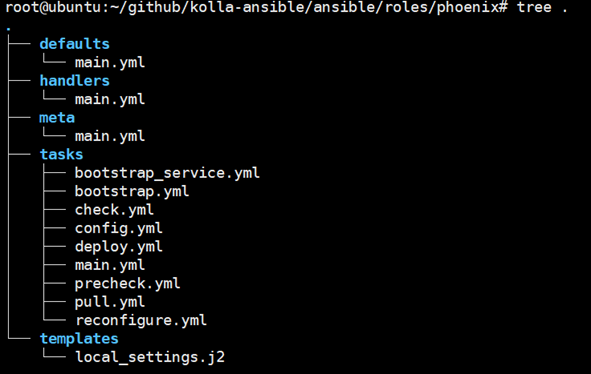 root@ubuntu:~/github/kolla-ansible/ansible/roles/phoenix# tree .
.
├── defaults
│   └── main.yml
├── handlers
│   └── main.yml
├── meta
│   └── main.yml
├── tasks
│   ├── bootstrap_service.yml
│   ├── bootstrap.yml
│   ├── check.yml
│   ├── config.yml
│   ├── deploy.yml
│   ├── main.yml
│   ├── precheck.yml
│   ├── pull.yml
│   └── reconfigure.yml
└── templates
    └── local_settings.j2